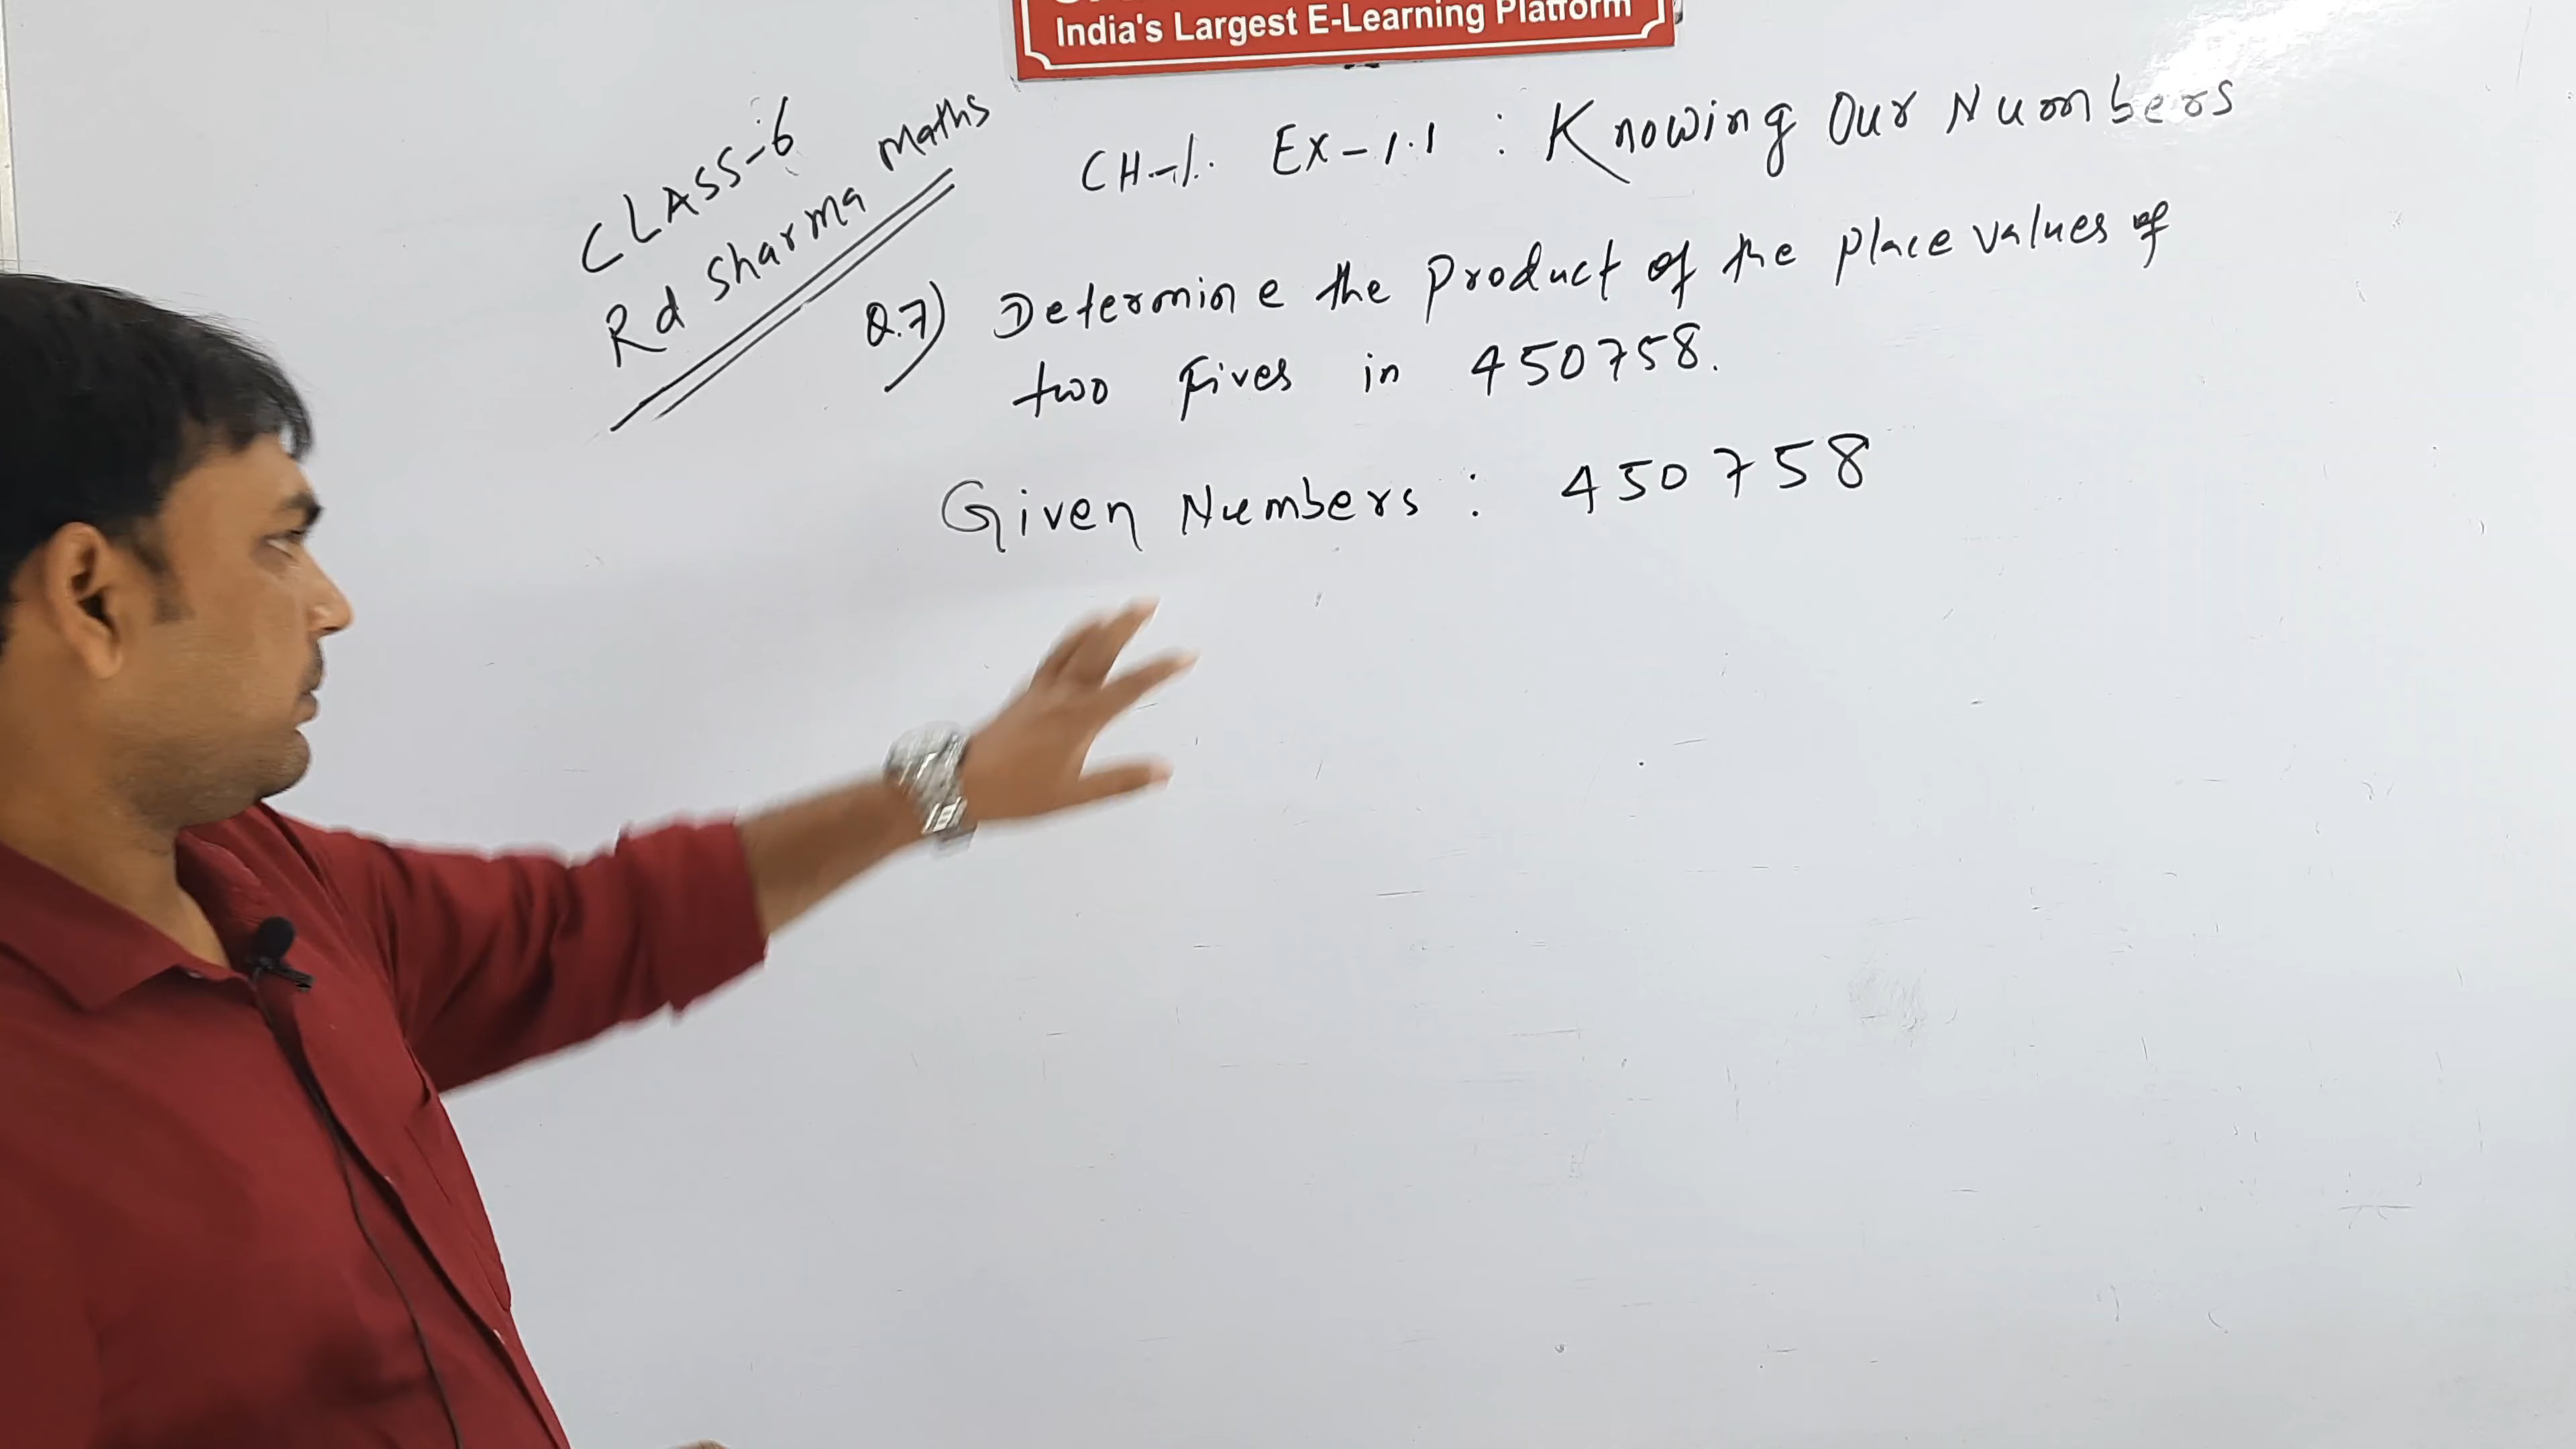 India's Largest E-Learning Platform
CLASS-6
Rd Sharma Maths
CH-1. Ex-1.1 : Knowing Our Numbers
Q.7) Determine the Product of the place values of
two Fives in 450758.
Given Numbers : 450758